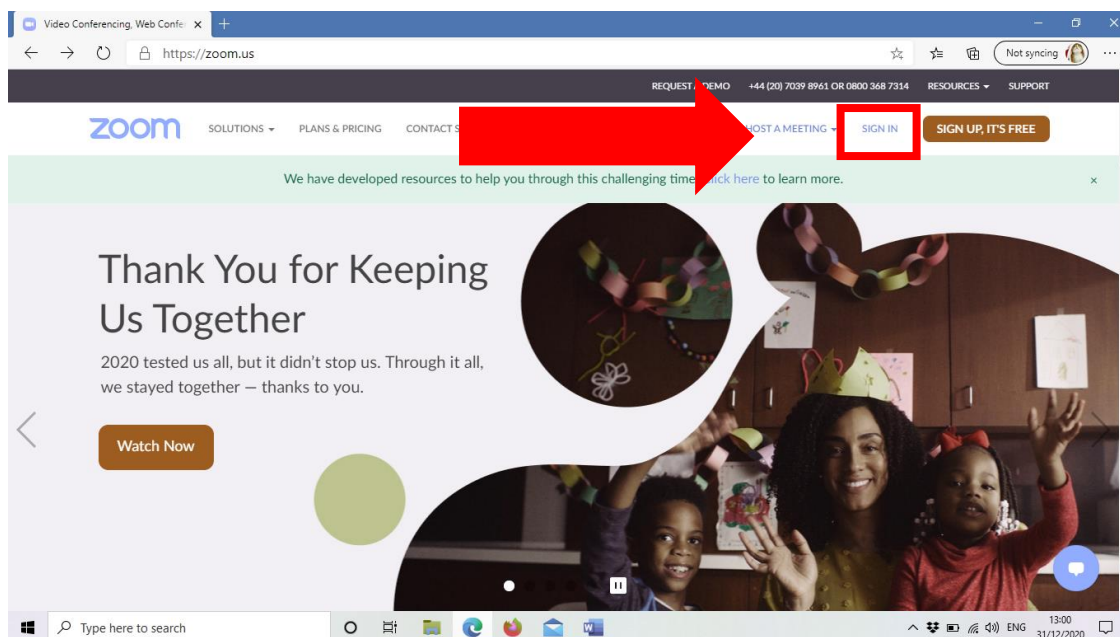 Video Conferencing, Web Confe
https://zoom.us
Not syncing
REQUEST A DEMO +44 (20) 7039 8961 OR 0800 368 7314 RESOURCES SUPPORT
zoom SOLUTIONS PLANS & PRICING CONTACT S HOST A MEETING SIGN IN SIGN UP, IT'S FREE
We have developed resources to help you through this challenging time. Click here to learn more.
Thank You for Keeping
Us Together
2020 tested us all, but it didn't stop us. Through it all,
we stayed together — thanks to you.
Watch Now
Type here to search
ENG
13:00
31/12/2020